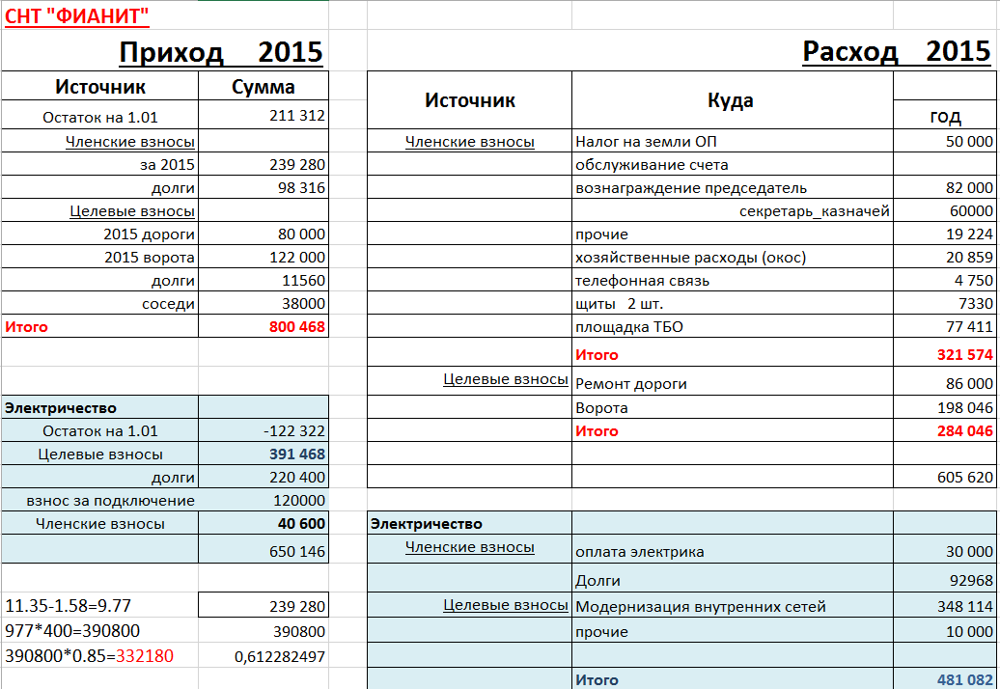 СНТ "ФИАНИТ"
Приход 2015
Источник Сумма
Остаток на 1.01 211 312
Членские взносы
за 2015 239 280
долги 98 316
Целевые взносы
2015 дороги 80 000
2015 ворота 122 000
долги 11560
соседи 38000
Итого 800 468
Электричество
Остаток на 1.01 -122 322
Целевые взносы 391 468
долги 220 400
взнос за подключение 120000
Членские взносы 40 600
650 146
11.35-1.58=9.77 239 280
977*400=390800 390800
390800*0.85=332180 0,612282497
Расход 2015
Источник Куда
год
Членские взносы Налог на земли ОП 50 000
обслуживание счета
вознаграждение председатель 82 000
секретарь_казначей 60000
прочие 19 224
хозяйственные расходы (окос) 20 859
телефонная связь 4 750
щиты 2 шт. 7330
площадка ТБО 77 411
Итого 321 574
Целевые взносы Ремонт дороги 86 000
Ворота 198 046
Итого 284 046
605 620
Электричество
Членские взносы оплата электрика 30 000
Долги 92968
Целевые взносы Модернизация внутренних сетей 348 114
прочие 10 000
Итого 481 082